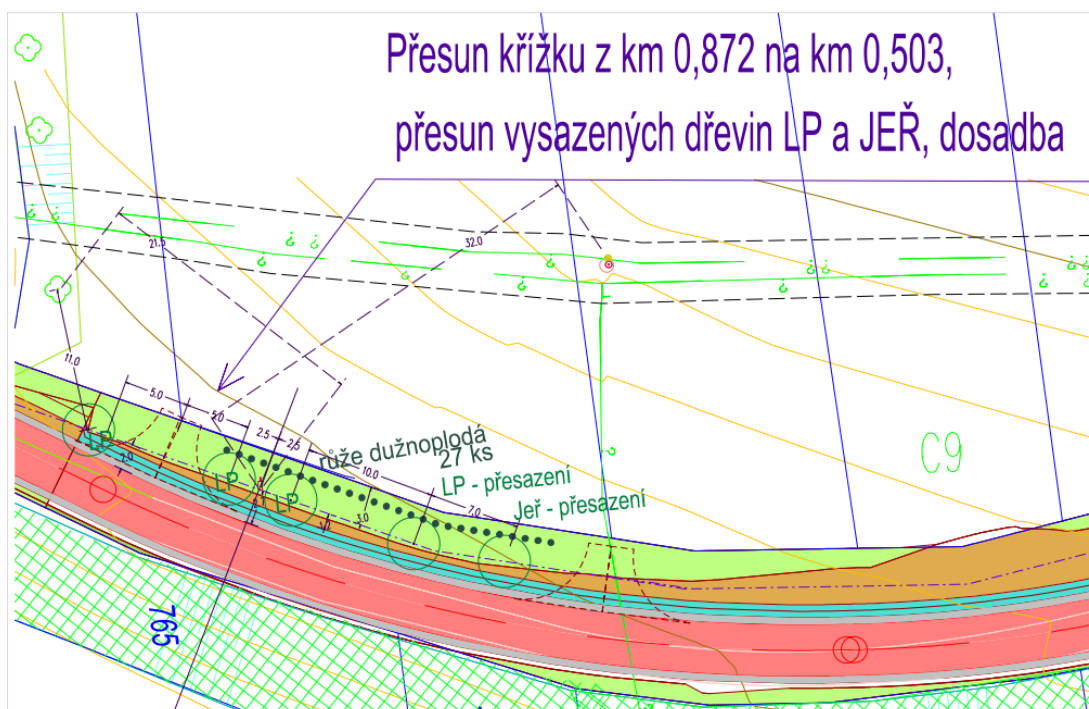 Přesun křížku z km 0,872 na km 0,503,
přesun vysazených dřevin LP a JEŘ, dosadba
21.5
32.0
11.0
5.0
5.0
2.5
2.5
růže dužnoplodá
27 ks
10.0
LP - přesazení
7.0
Jeř - přesazení
C9
LP
LP
LP
3.0
765